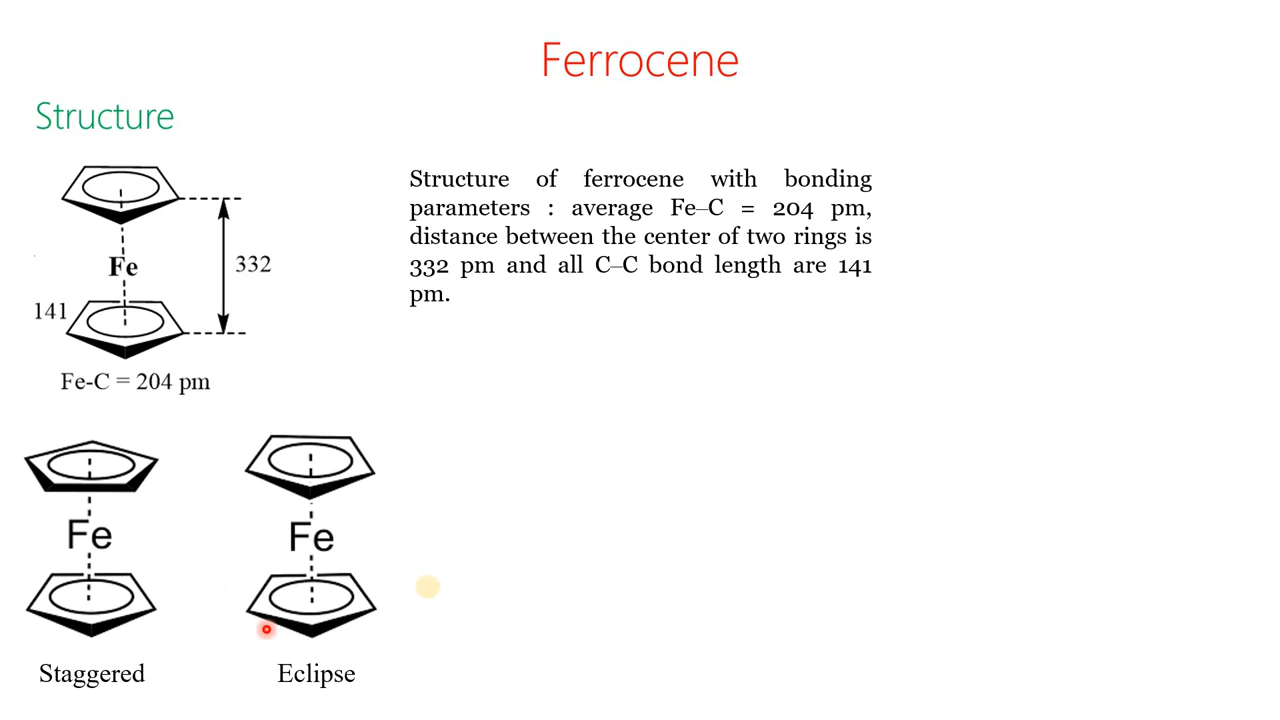 Ferrocene
Structure
Structure of ferrocene with bonding
parameters : average Fe–C = 204 pm,
distance between the center of two rings is
332 pm and all C–C bond length are 141
pm.
Fe
332
141
Fe-C = 204 pm
Fe
Fe
Staggered
Eclipse